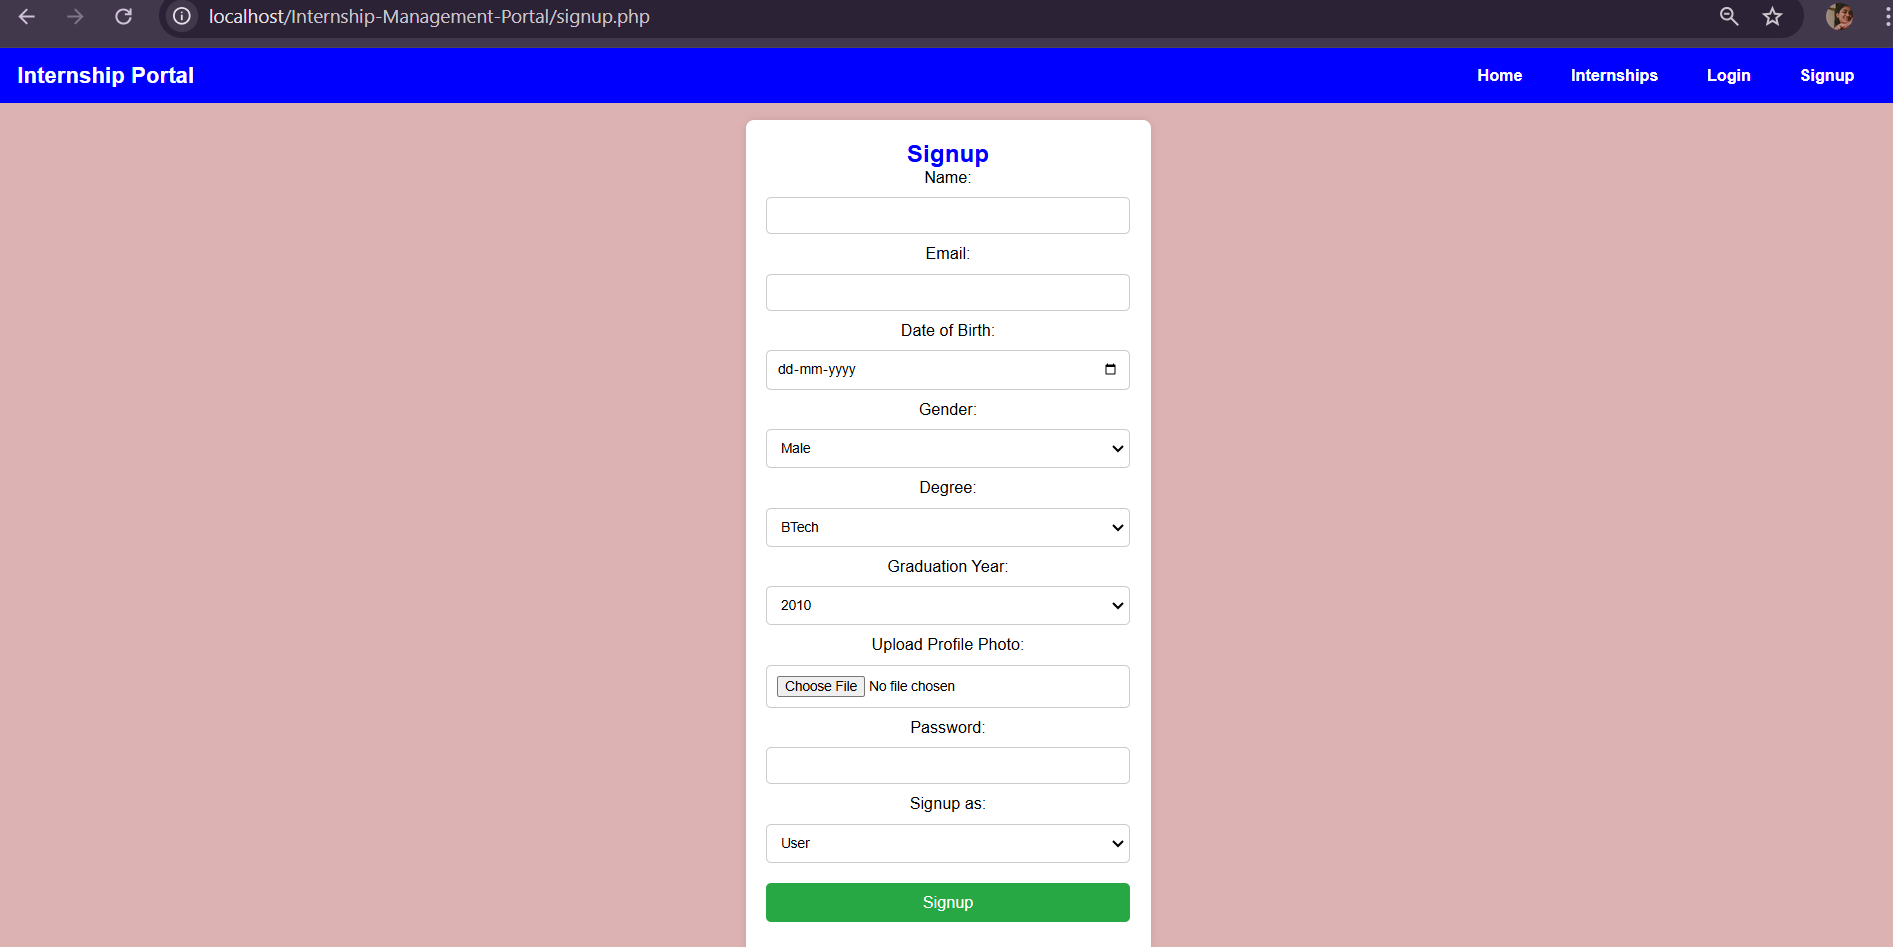 localhost/Internship-Management-Portal/signup.php
Internship Portal
Home Internships Login Signup
Signup
Name:
Email:
Date of Birth:
dd-mm-yyyy
Gender:
Male
Degree:
BTech
Graduation Year:
2010
Upload Profile Photo:
Choose File No file chosen
Password:
Signup as:
User
Signup